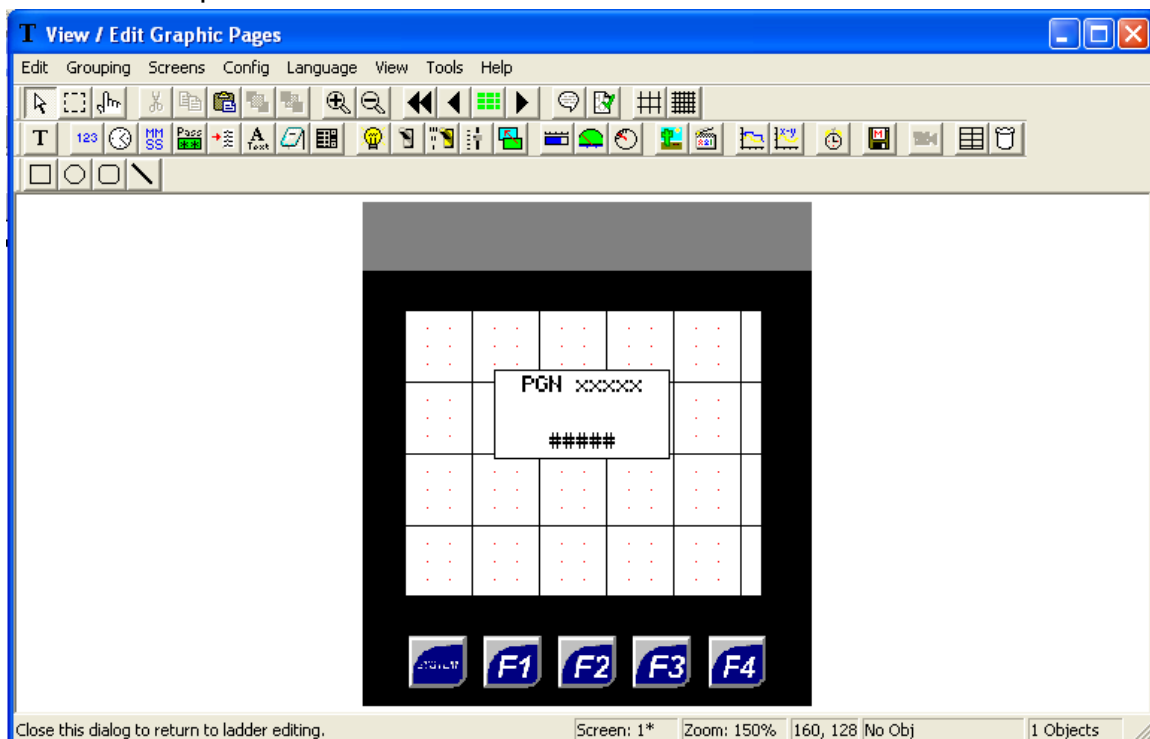 T View / Edit Graphic Pages
Edit Grouping Screens Config Language View Tools Help
T 123 MM SS Pass ** A Text x-y M
PGN xxxxx
#####
SYSTEM F1 F2 F3 F4
Close this dialog to return to ladder editing. Screen: 1* Zoom: 150% 160, 128 No Obj 1 Objects